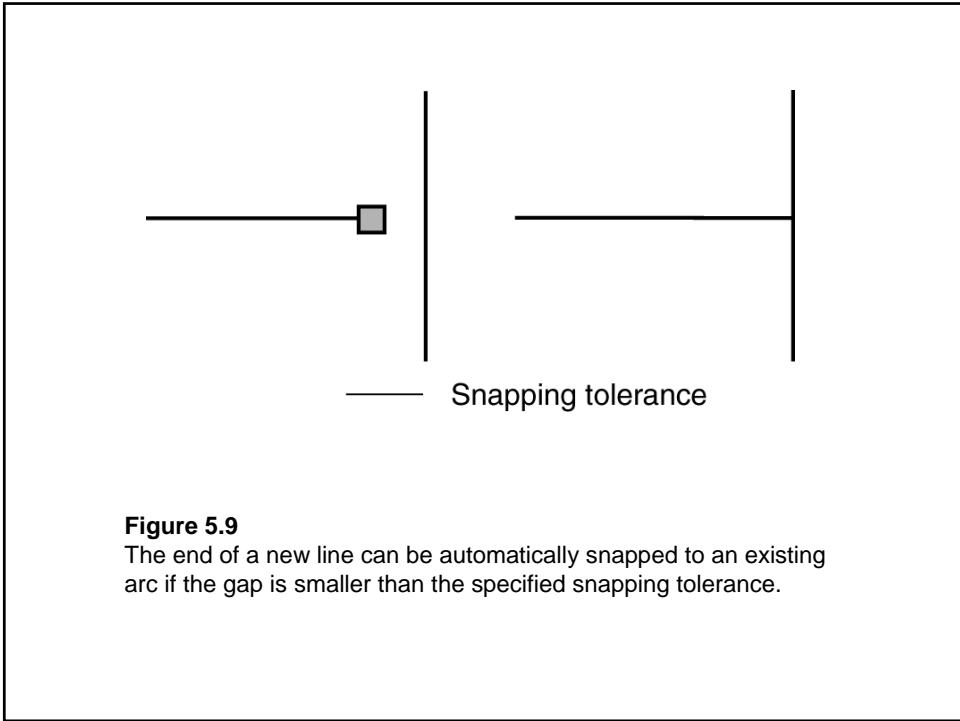 Snapping tolerance
Figure 5.9
The end of a new line can be automatically snapped to an existing
arc if the gap is smaller than the specified snapping tolerance.